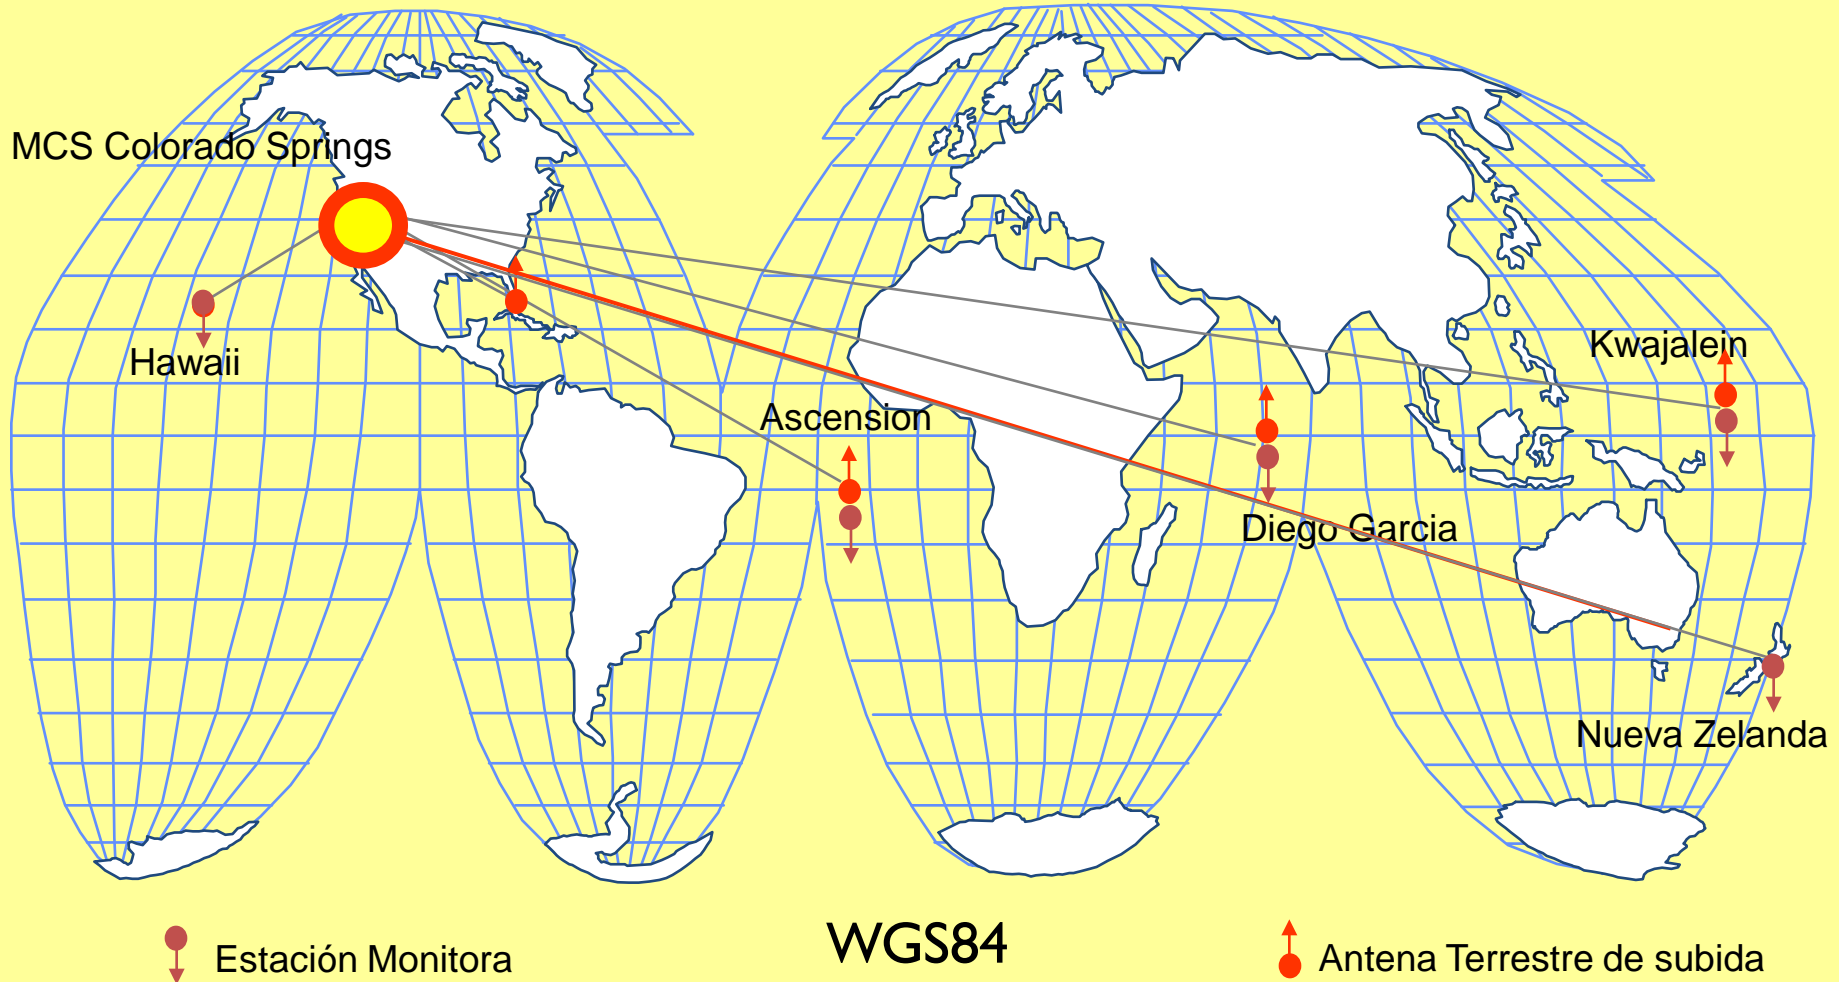 MCS Colorado Springs
Hawaii
Kwajalein
Ascension
Diego Garcia
Nueva Zelanda
WGS84
Estación Monitora
Antena Terrestre de subida